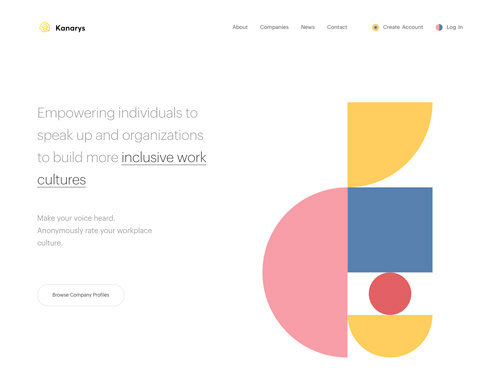 Kanarys
About Companies News Contact Create Account Log In
Empowering individuals to
speak up and organizations
to build more inclusive work
cultures
Make your voice heard.
Anonymously rate your workplace
culture.
Browse Company Profiles